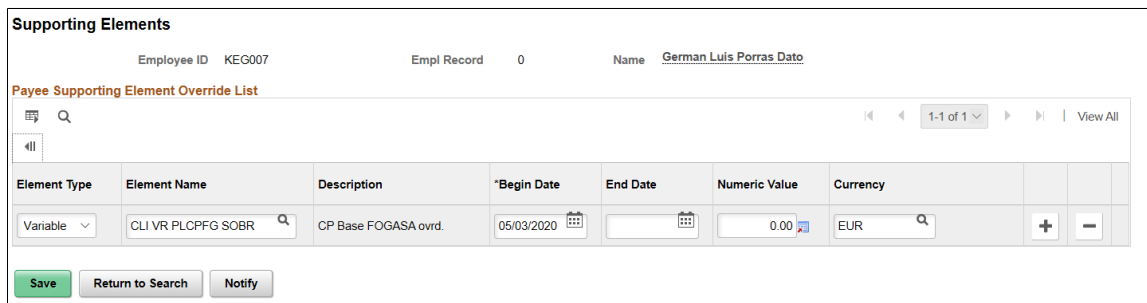 Supporting Elements
Employee ID KEG007 Empl Record 0 Name German Luis Porras Dato
Payee Supporting Element Override List
1-1 of 1 | View All
Element Type Element Name Description *Begin Date End Date Numeric Value Currency
Variable CLI VR PLCPFG SOBR CP Base FOGASA ovrd. 05/03/2020 0.00 EUR + −
Save Return to Search Notify